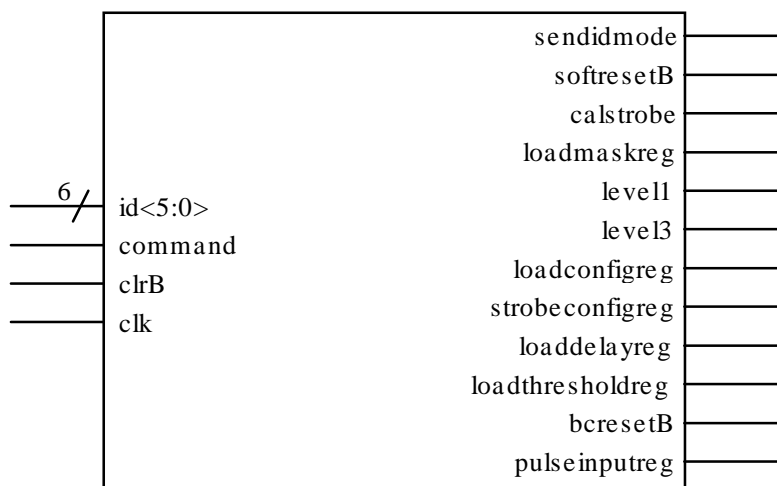 sendidmode
softresetB
calstrobe
loadmaskreg
level1
level3
loadconfigreg
strobeconfigreg
loaddelayreg
loadthresholdreg
bcresetB
pulseinputreg
6
id<5:0>
command
clrB
clk